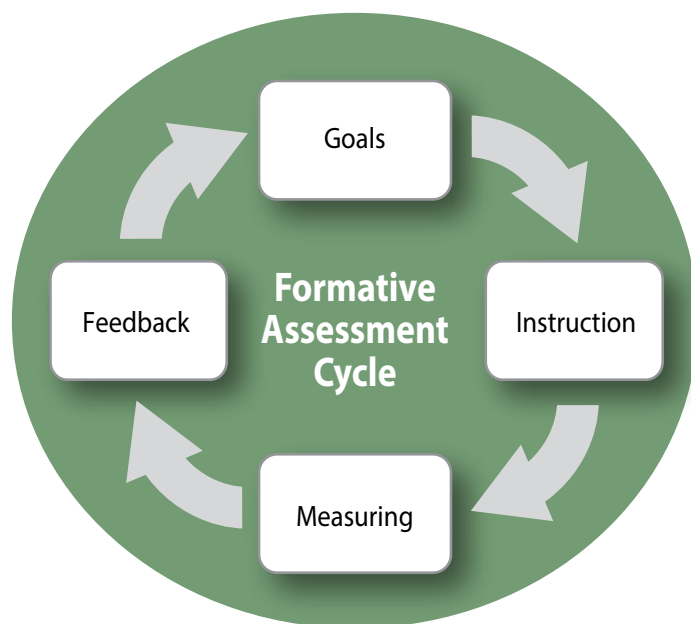 Goals
Formative
Assessment
Cycle
Feedback
Instruction
Measuring